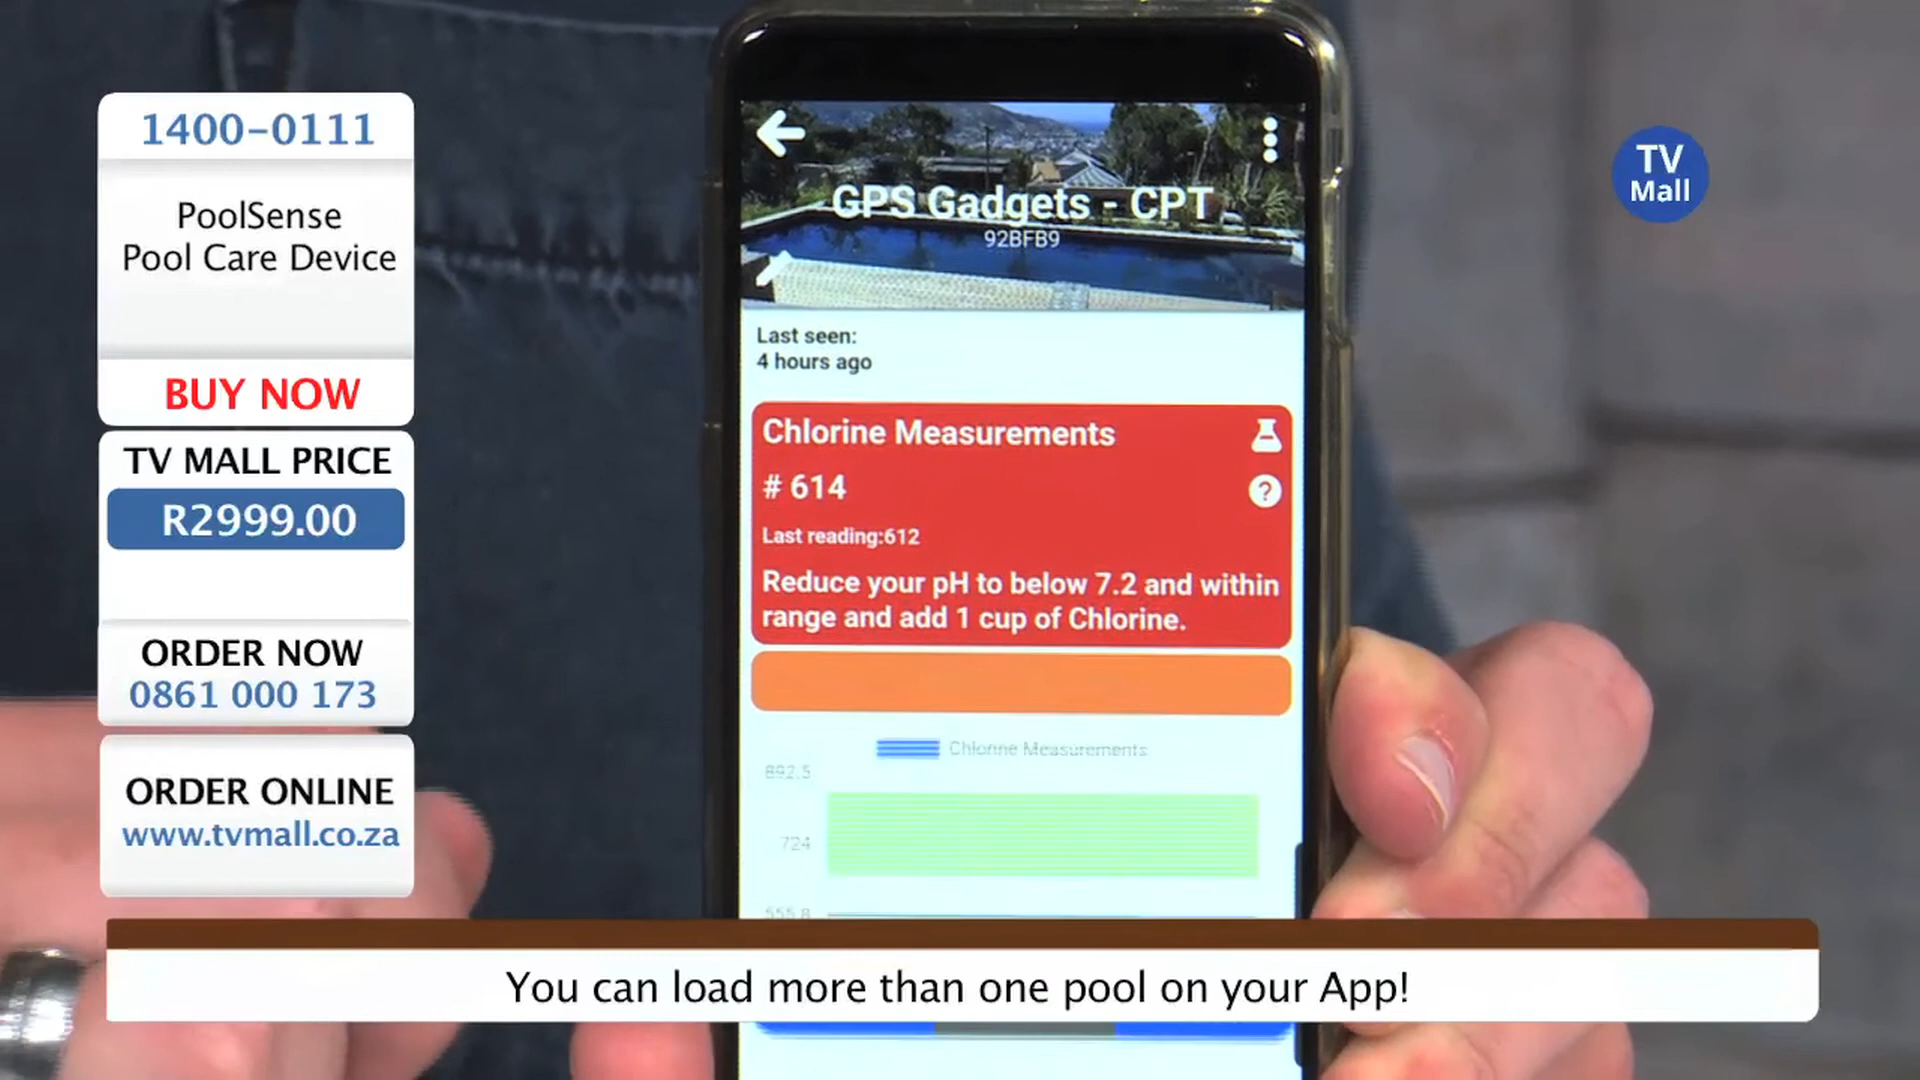 1400-0111
PoolSense
Pool Care Device
BUY NOW
TV MALL PRICE
R2999.00
ORDER NOW
0861 000 173
ORDER ONLINE
www.tvmall.co.za
TV
Mall
GPS Gadgets - CPT
92BFB9
Last seen:
4 hours ago
Chlorine Measurements
# 614
?
Last reading:612
Reduce your pH to below 7.2 and within
range and add 1 cup of Chlorine.
Chlorine Measurements
892.5
724
555.8
You can load more than one pool on your App!